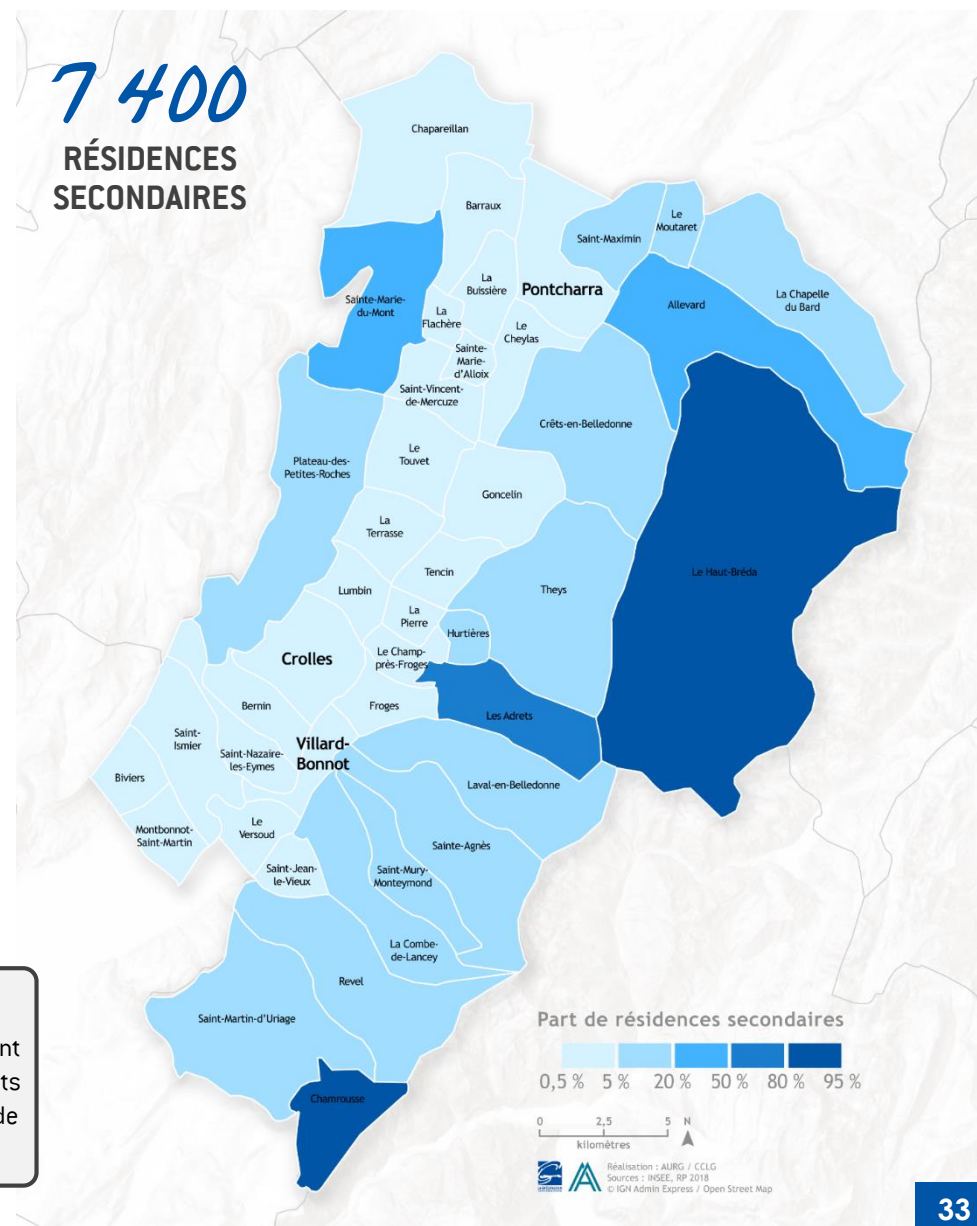 7 400
RÉSIDENCES
SECONDAIRES
Chapareillan
Barraux
Le
Moutaret
Saint-Maximin
La
Buissière
Pontcharra
Sainte-Marie-
du-Mont
La
Flachère
Allevard
La Chapelle
du Bard
Le
Cheylas
Sainte-
Marie-
d'Alloix
Saint-Vincent-
de-Mercuze
Crêts-en-Belledonne
Le
Touvet
Plateau-des-
Petites-Roches
Goncelin
La
Terrasse
Tencin
Le Haut-Bréda
Lumbin
Theys
La
Pierre
Hurtières
Crolles
Le Champ-
près-Froges
Bernin
Froges
Les Adrets
Saint-
Ismier
Saint-Nazaire-
les-Eymes
Villard-
Bonnot
Biviers
Laval-en-Belledonne
Montbonnot-
Saint-Martin
Le
Versoud
Sainte-Agnès
Saint-Jean-
le-Vieux
Saint-Mury-
Monteymond
La Combe-
de-Lancey
Revel
Saint-Martin-d'Uriage
Chamrousse
nt
ts
de
Part de résidences secondaires
0,5 % 5 % 20 % 50 % 80 % 95 %
0 2,5 5 N
kilomètres
Réalisation : AURG / CCLG
Sources : INSEE, RP 2018
© IGN Admin Express / Open Street Map
33